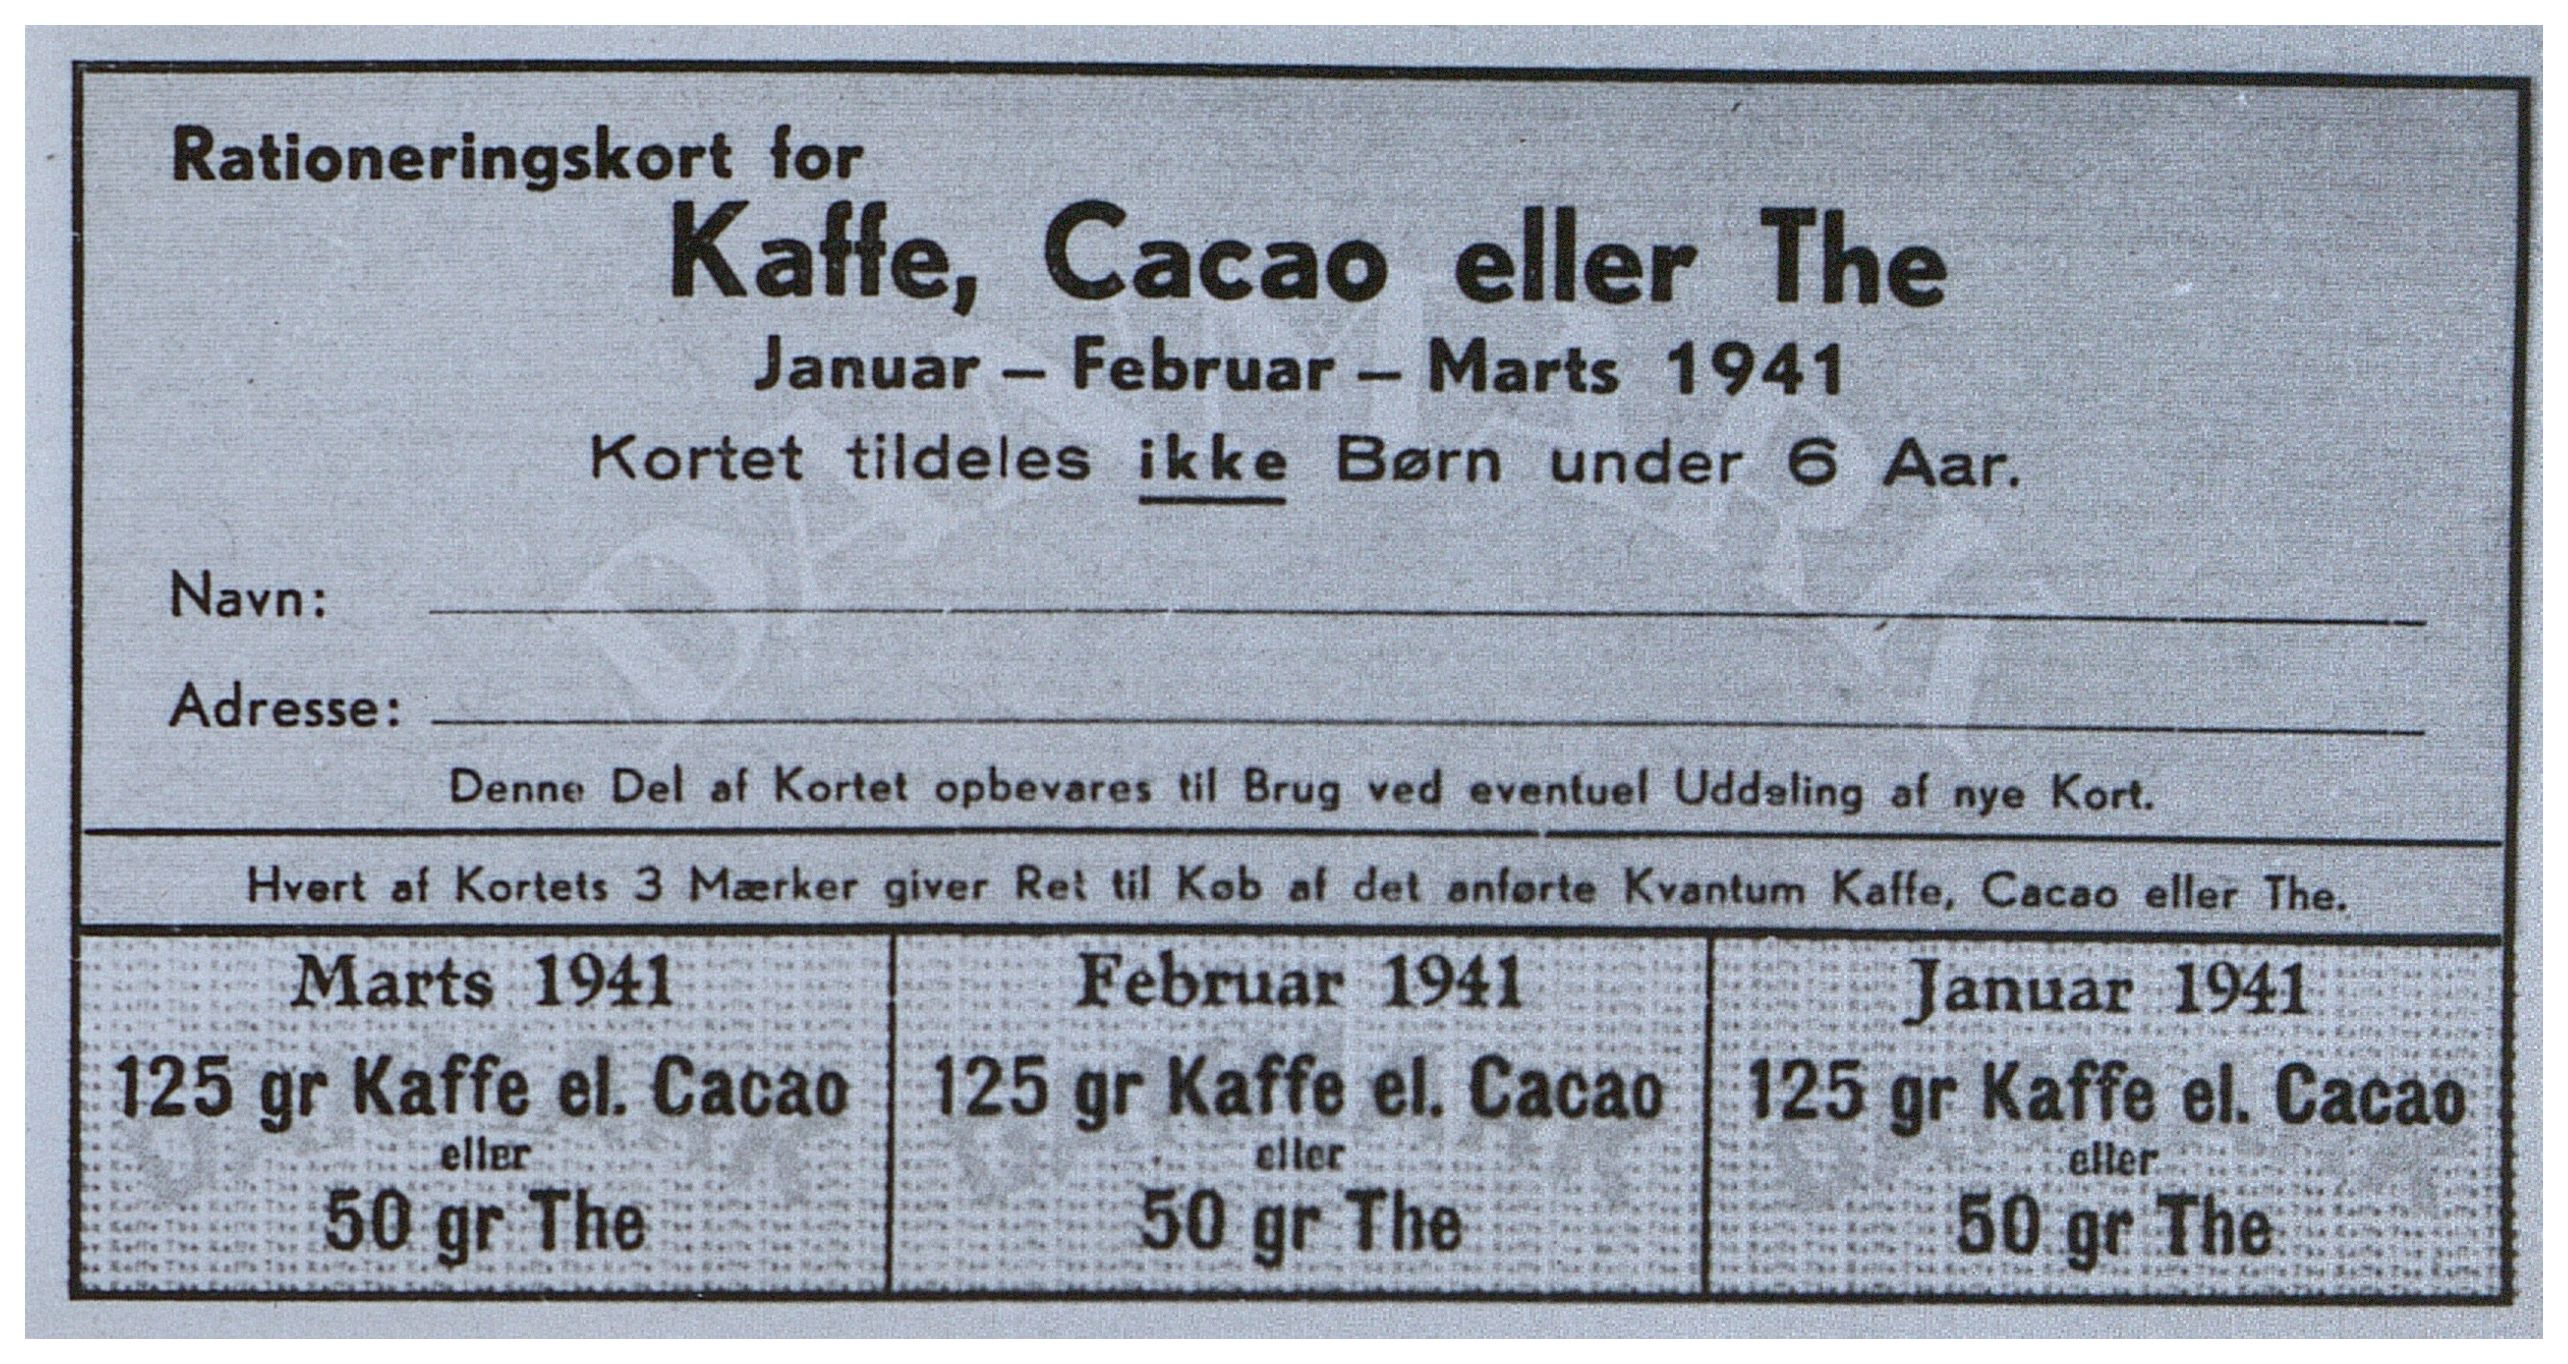 Rationeringskort for
Kaffe, Cacao eller The
Januar – Februar – Marts 1941
Kortet tildeles ikke Børn under 6 Aar.
Navn:
Adresse:
Denne Del af Kortet opbevares til Brug ved eventuel Uddeling af nye Kort.
Hvert af Kortets 3 Mærker giver Ret til Køb af det anførte Kvantum Kaffe, Cacao eller The.
Marts 1941
125 gr Kaffe el. Cacao
eller
50 gr The
Februar 1941
125 gr Kaffe el. Cacao
eller
50 gr The
Januar 1941
125 gr Kaffe el. Cacao
eller
50 gr The
DANMARK